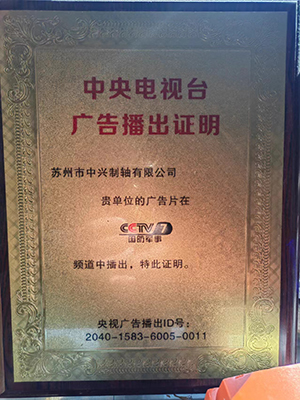 中央电视台
广告播出证明
苏州市中兴制轴有限公司
贵单位的广告片在
CCTV 7
国防军事
频道中播出，特此证明。
央视广告播出ID号：
2040-1583-6005-0011